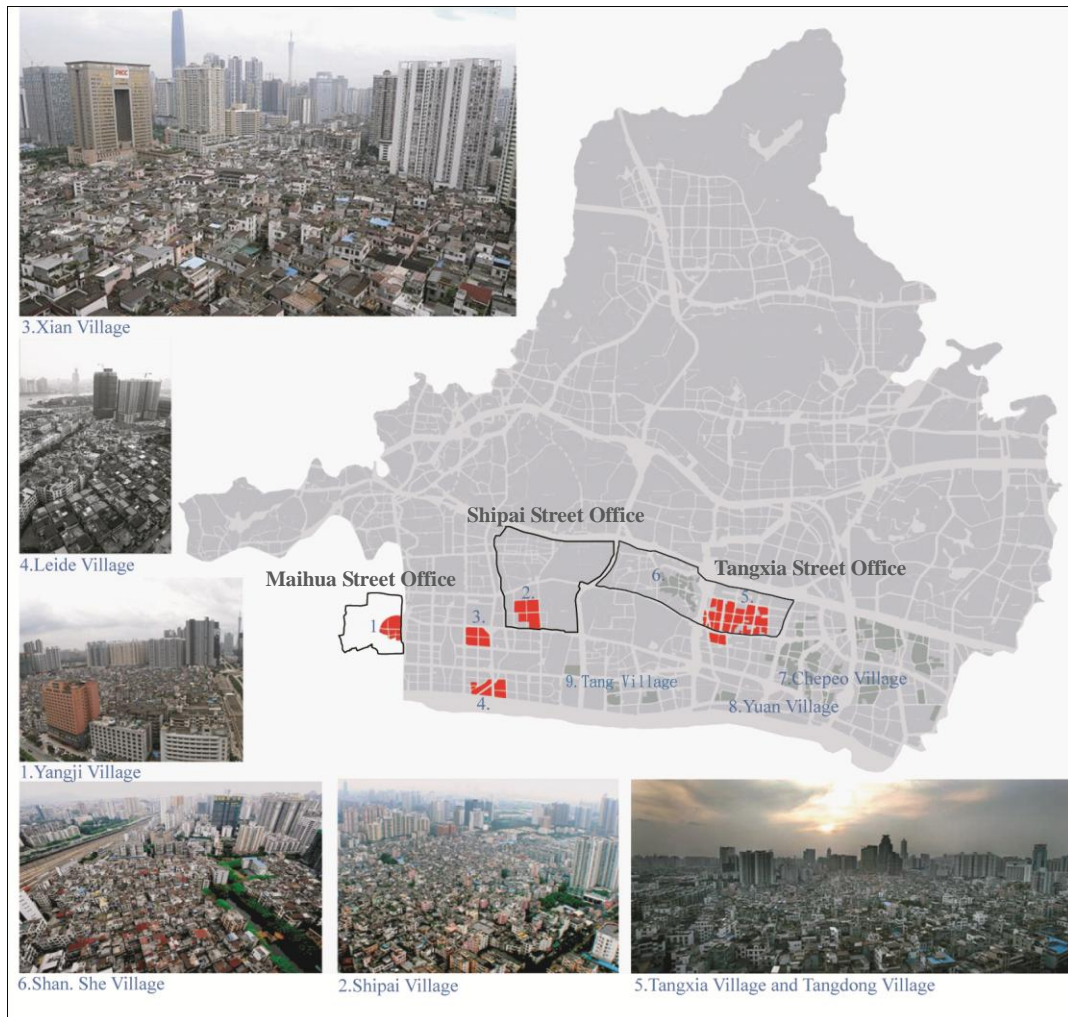 PICC
3.Xian Village
4.Leide Village
Shipai Street Office
Maihua Street Office
Tangxia Street Office
6.
2.
5.
1.
3.
9.Tang Village
7.Chepeo Village
4.
8.Yuan Village
1.Yangji Village
6.Shan. She Village
2.Shipai Village
5.Tangxia Village and Tangdong Village